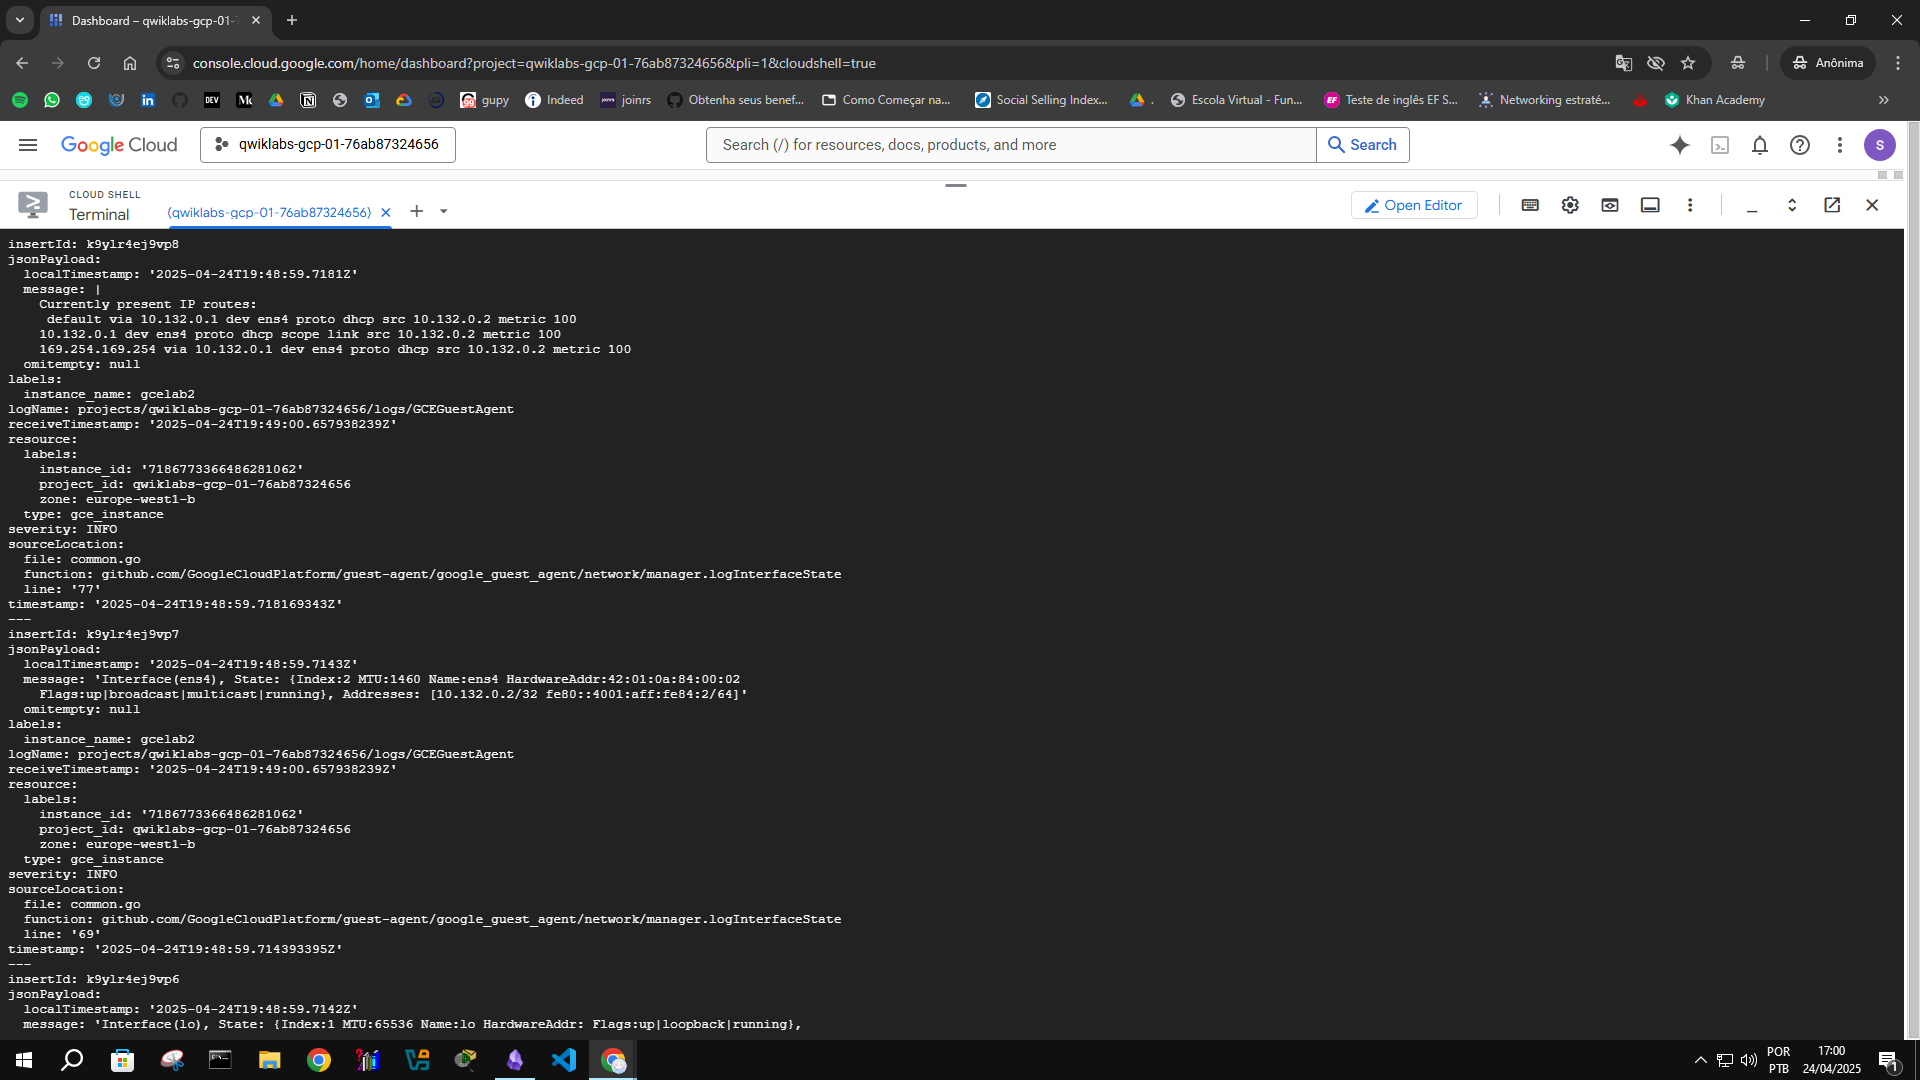 Dashboard – qwiklabs-gcp-01-7
console.cloud.google.com/home/dashboard?project=qwiklabs-gcp-01-76ab87324656&pli=1&cloudshell=true
Anônima
gupy
Indeed
joinrs
Obtenha seus benef...
Como Começar na...
Social Selling Index...
.
Escola Virtual - Fun...
Teste de inglês EF S...
Networking estraté...
Khan Academy
Google Cloud
qwiklabs-gcp-01-76ab87324656
Search (/) for resources, docs, products, and more
Search
S
CLOUD SHELL
Terminal
(qwiklabs-gcp-01-76ab87324656)
Open Editor
insertId: k9ylr4ej9vp8
jsonPayload:
  localTimestamp: '2025-04-24T19:48:59.7181Z'
  message: |
    Currently present IP routes:
     default via 10.132.0.1 dev ens4 proto dhcp src 10.132.0.2 metric 100
    10.132.0.1 dev ens4 proto dhcp scope link src 10.132.0.2 metric 100
    169.254.169.254 via 10.132.0.1 dev ens4 proto dhcp src 10.132.0.2 metric 100
  omitempty: null
labels:
  instance_name: gcelab2
logName: projects/qwiklabs-gcp-01-76ab87324656/logs/GCEGuestAgent
receiveTimestamp: '2025-04-24T19:49:00.657938239Z'
resource:
  labels:
    instance_id: '7186773366486281062'
    project_id: qwiklabs-gcp-01-76ab87324656
    zone: europe-west1-b
  type: gce_instance
severity: INFO
sourceLocation:
  file: common.go
  function: github.com/GoogleCloudPlatform/guest-agent/google_guest_agent/network/manager.logInterfaceState
  line: '77'
timestamp: '2025-04-24T19:48:59.718169343Z'
---
insertId: k9ylr4ej9vp7
jsonPayload:
  localTimestamp: '2025-04-24T19:48:59.7143Z'
  message: 'Interface(ens4), State: {Index:2 MTU:1460 Name:ens4 HardwareAddr:42:01:0a:84:00:02
    Flags:up|broadcast|multicast|running}, Addresses: [10.132.0.2/32 fe80::4001:aff:fe84:2/64]'
  omitempty: null
labels:
  instance_name: gcelab2
logName: projects/qwiklabs-gcp-01-76ab87324656/logs/GCEGuestAgent
receiveTimestamp: '2025-04-24T19:49:00.657938239Z'
resource:
  labels:
    instance_id: '7186773366486281062'
    project_id: qwiklabs-gcp-01-76ab87324656
    zone: europe-west1-b
  type: gce_instance
severity: INFO
sourceLocation:
  file: common.go
  function: github.com/GoogleCloudPlatform/guest-agent/google_guest_agent/network/manager.logInterfaceState
  line: '69'
timestamp: '2025-04-24T19:48:59.714393395Z'
---
insertId: k9ylr4ej9vp6
jsonPayload:
  localTimestamp: '2025-04-24T19:48:59.7142Z'
  message: 'Interface(lo), State: {Index:1 MTU:65536 Name:lo HardwareAddr: Flags:up|loopback|running},
POR
PTB
17:00
24/04/2025
1